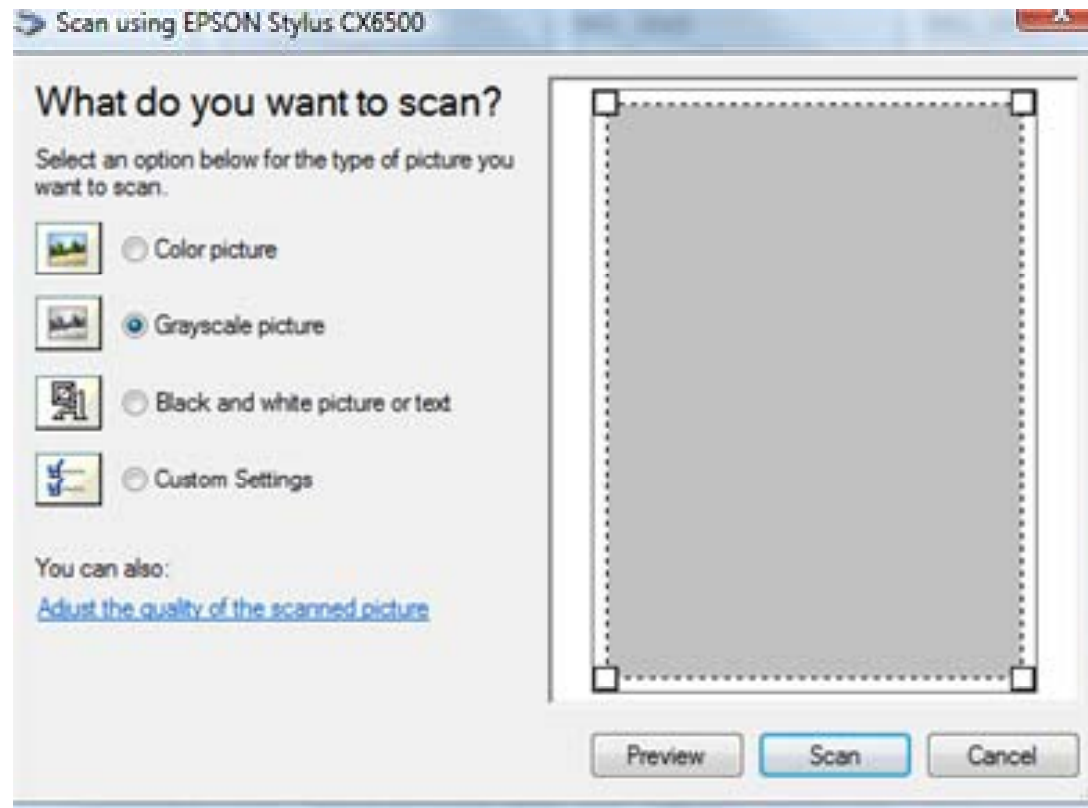 Scan using EPSON Stylus CX6500
What do you want to scan?
Select an option below for the type of picture you
want to scan.
Color picture
Grayscale picture
Black and white picture or text
Custom Settings
You can also:
Adjust the quality of the scanned picture
Preview
Scan
Cancel